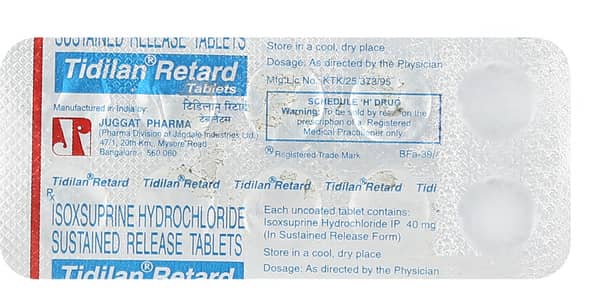 SUSTAINED RELEASE TABLETS
Tidilan® Retard
Tablets
Manufactured in India by:
टिडिलान रिटार्ड
टॅबलेटस
JUGGAT PHARMA
(Pharma Division of Jagdale Industries Ltd.)
47/1, 20th Km, Mysore Road
Bangalore - 560 060
JP
Store in a cool, dry place
Dosage: As directed by the Physician
Mfg Lic No.: KTK/25/373/95
SCHEDULE 'H' DRUG
Warning: To be sold by retail on the
prescription of a Registered
Medical Practitioner only.
® Registered Trade Mark
BFa-39/
Tidilan® Retard Tidilan® Retard Tidilan® Retard Tidilan® Retard Tidi
Rx
ISOXSUPRINE HYDROCHLORIDE
SUSTAINED RELEASE TABLETS
Tidilan® Retard
Each uncoated tablet contains:
Isoxsuprine Hydrochloride IP 40 mg
(In Sustained Release Form)
Store in a cool, dry place
Dosage: As directed by the Physician